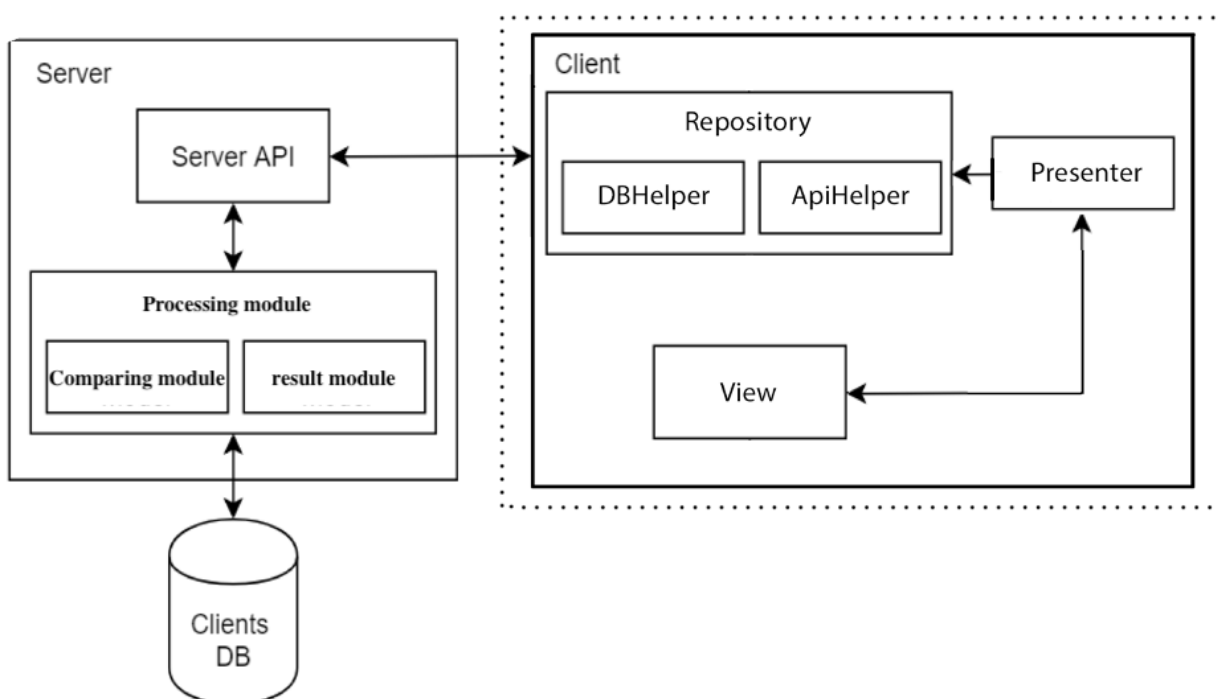 Server
Server API
Processing module
Comparing module
result module
Clients
DB
Client
Repository
DBHelper
ApiHelper
Presenter
View